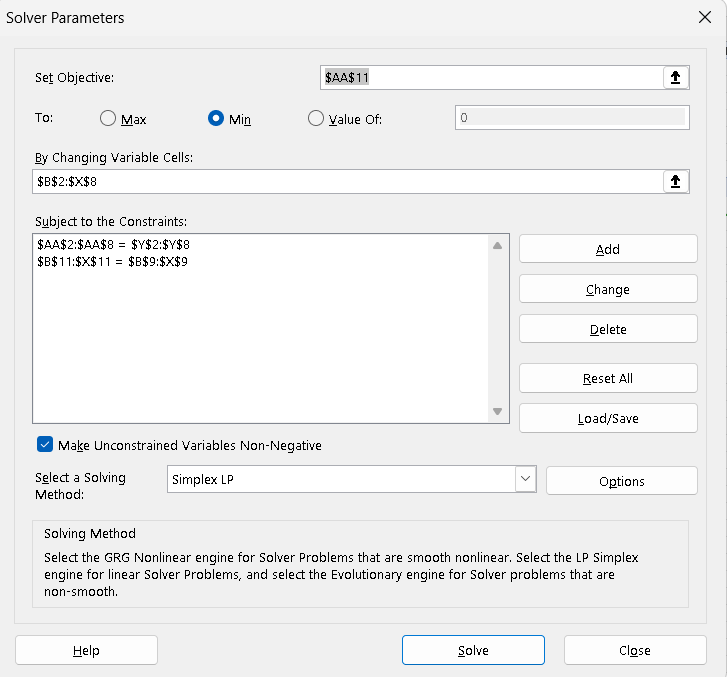 Solver Parameters
Set Objective:
$AA$11
To:
Max
Min
Value Of:
0
By Changing Variable Cells:
$B$2:$X$8
Subject to the Constraints:
$AA$2:$AA$8 = $Y$2:$Y$8
$B$11:$X$11 = $B$9:$X$9
Add
Change
Delete
Reset All
Load/Save
Make Unconstrained Variables Non-Negative
Select a Solving
Method:
Simplex LP
Options
Solving Method
Select the GRG Nonlinear engine for Solver Problems that are smooth nonlinear. Select the LP Simplex
engine for linear Solver Problems, and select the Evolutionary engine for Solver problems that are
non-smooth.
Help
Solve
Close